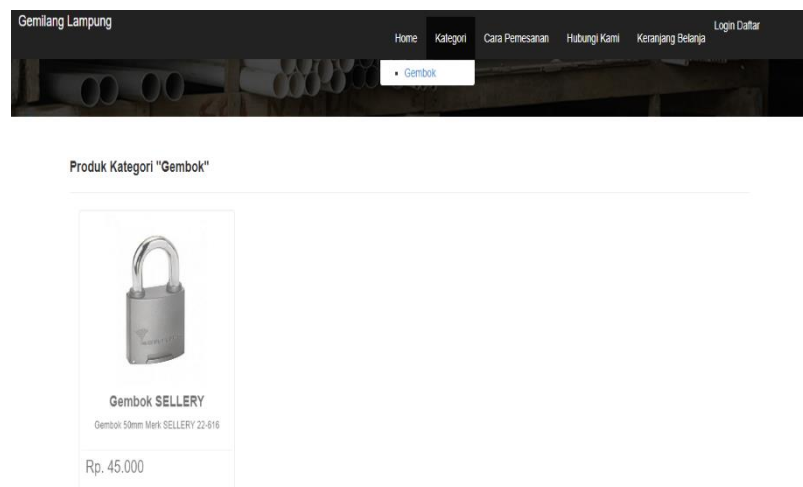 Gemilang Lampung
Home Kategori Cara Pemesanan Hubungi Kami Keranjang Belanja Login Daftar
Gembok
Produk Kategori "Gembok"
Gembok SELLERY
Gembok 50mm Merk SELLERY 22-616
Rp. 45.000